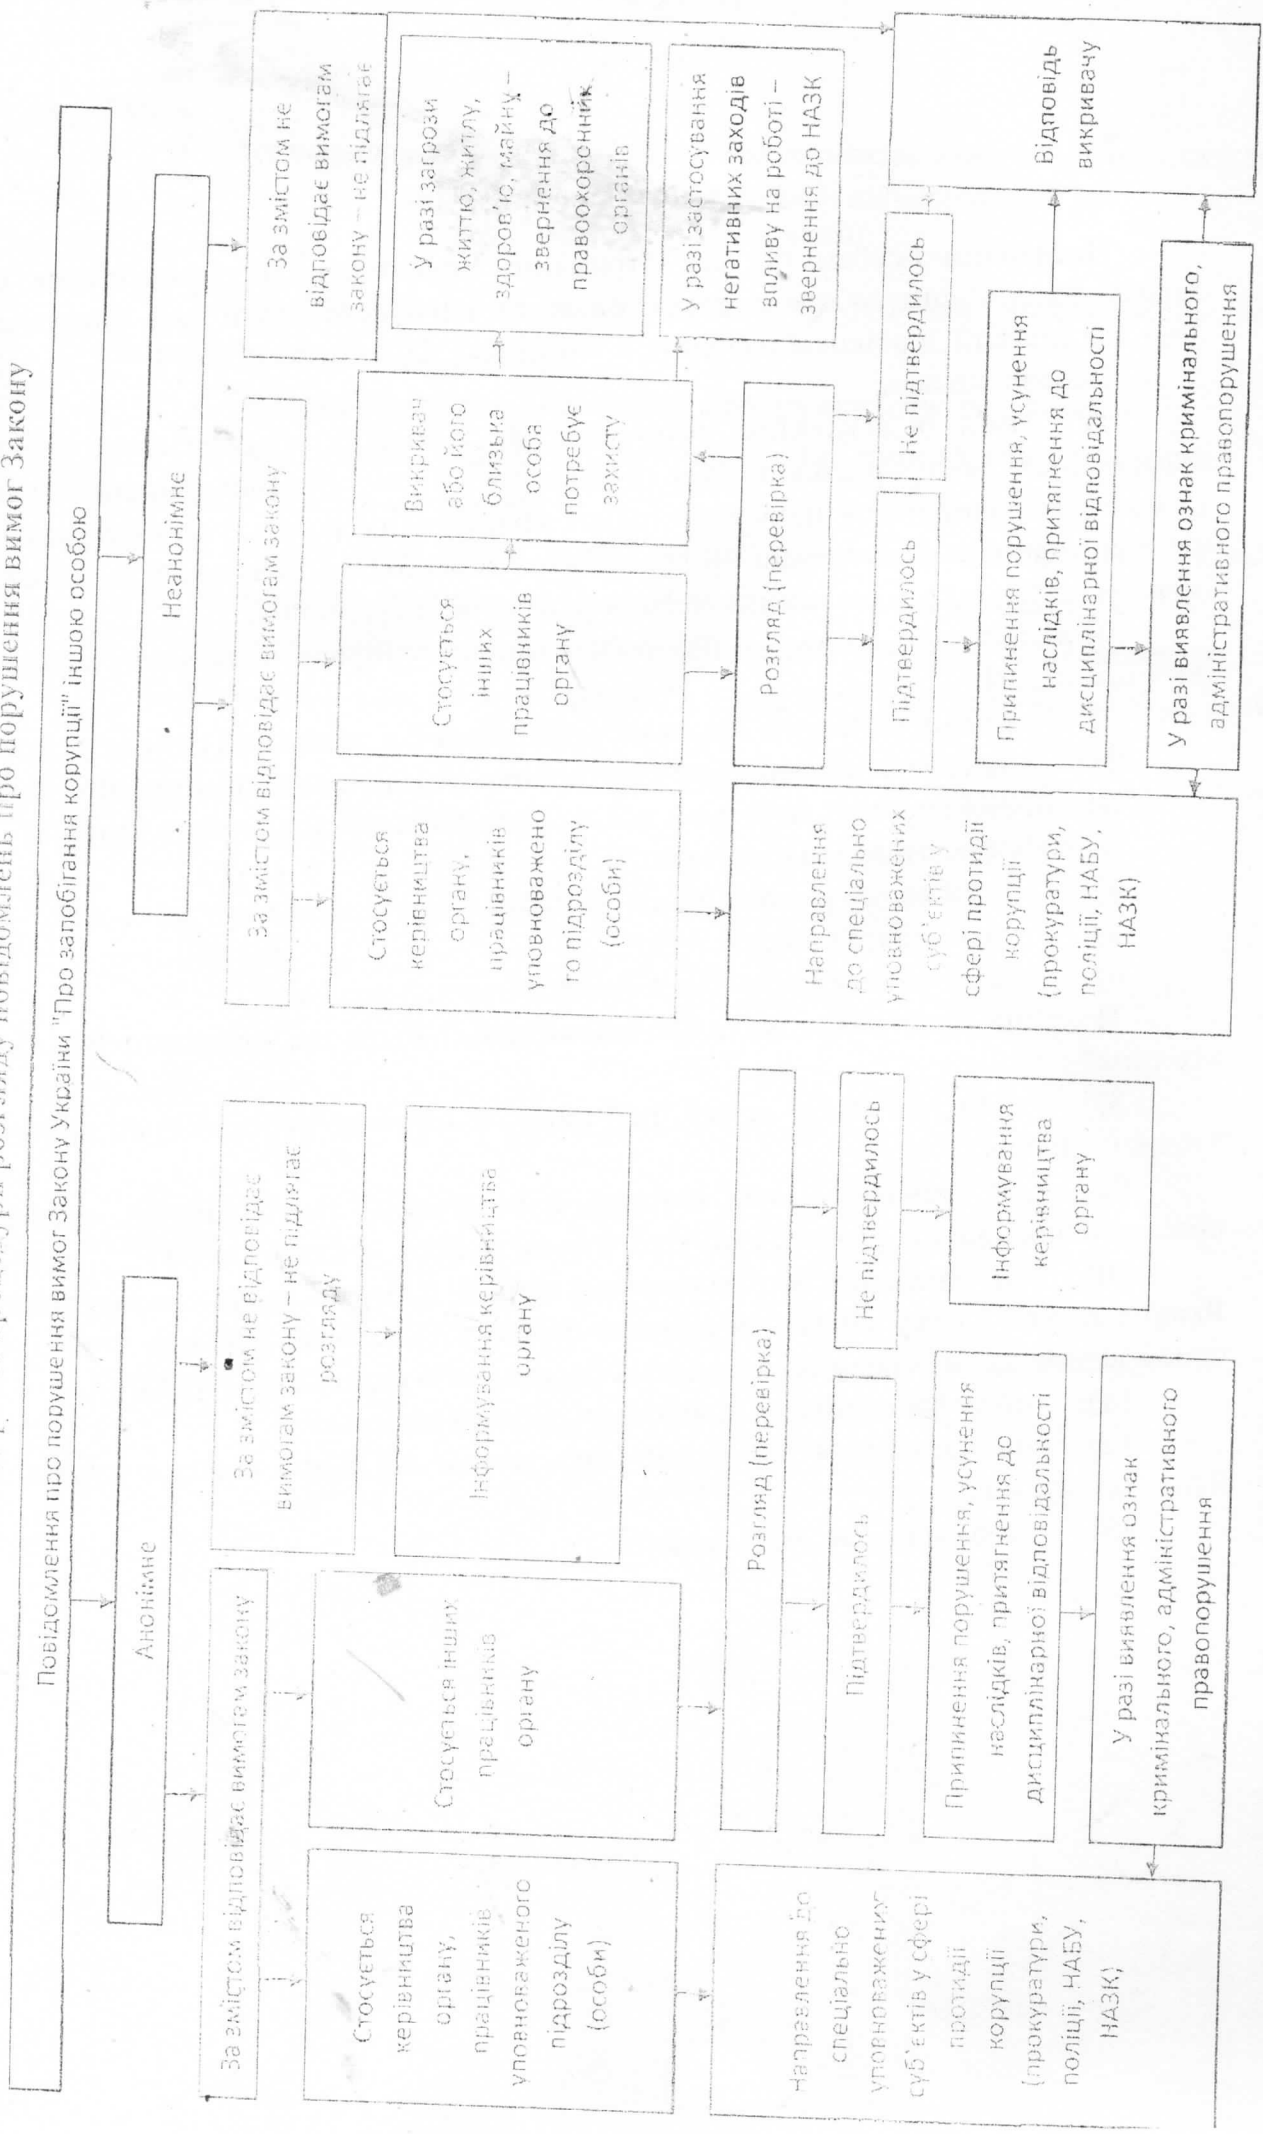 розгляду повідомлень про порушення вимог Закону
Повідомлення про порушення вимог Закону України "Про запобігання корупції" іншою особою
Анонімне
За змістом відповідає вимогам закону
Стосується
керівництва
органу,
працівників
уповноваженого
підрозділу
(особи)
Направлення до
спеціально
суб'єктів у сфері
протидії
корупції
(прокуратури,
поліції, НАБУ,
НАЗК)
Стосується інших
працівників
органу
Розгляд (перевірка)
Підтвердилось
Припинення порушення, усунення
наслідків, притягнення до
дисциплінарної відповідальності
У разі виявлення ознак
кримінального, адміністративного
правопорушення
Не підтвердилось
Інформування
керівництва
органу
За змістом не відповідає
вимогам закону – не підлягає
розгляду
Інформування керівництва
органу
Неанонімне
За змістом відповідає вимогам закону
Стосується
керівництва
органу,
працівників
уповноважено
го підрозділу
(особи)
Направлення
до спеціально
уповноважених
суб'єктів у
сфері протидії
корупції
(прокуратури,
поліції, НАБУ,
НАЗК)
Стосується
інших
працівників
органу
Викривач
або його
близька
особа
потребує
захисту
У разі загрози
життю, житлу,
здоров'ю, майну –
звернення до
правоохоронних
органів
У разі застосування
негативних заходів
впливу на роботі –
звернення до НАЗК
Розгляд (перевірка)
Підтвердилось
Не підтвердилось
Припинення порушення, усунення
наслідків, притягнення до
дисциплінарної відповідальності
У разі виявлення ознак кримінального,
адміністративного правопорушення
За змістом не
відповідає вимогам
закону – не підлягає
Відповідь
викривачу